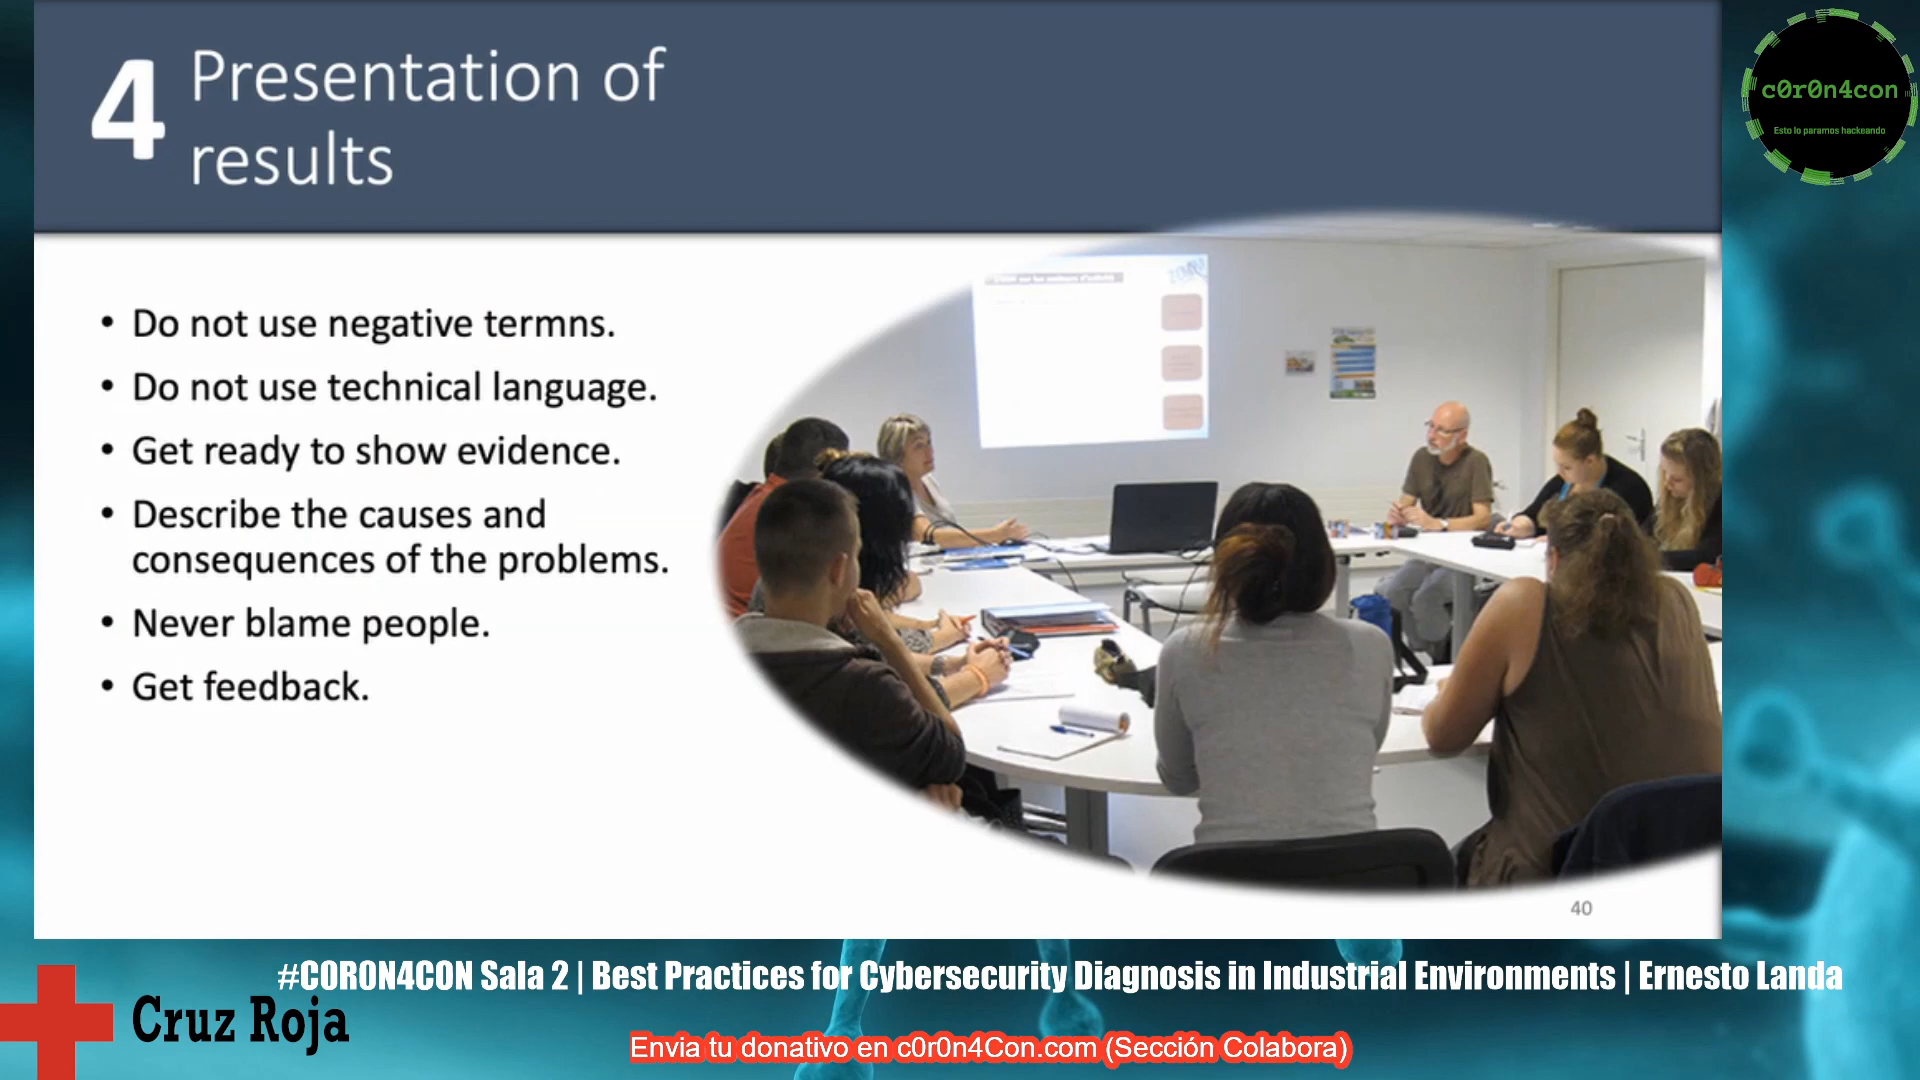 4 Presentation of
results
c0r0n4con
Esto lo paramos hackeando
• Do not use negative termns.
• Do not use technical language.
• Get ready to show evidence.
• Describe the causes and
consequences of the problems.
• Never blame people.
• Get feedback.
40
#CORON4CON Sala 2 | Best Practices for Cybersecurity Diagnosis in Industrial Environments | Ernesto Landa
Cruz Roja
Envia tu donativo en c0r0n4Con.com (Sección Colabora)